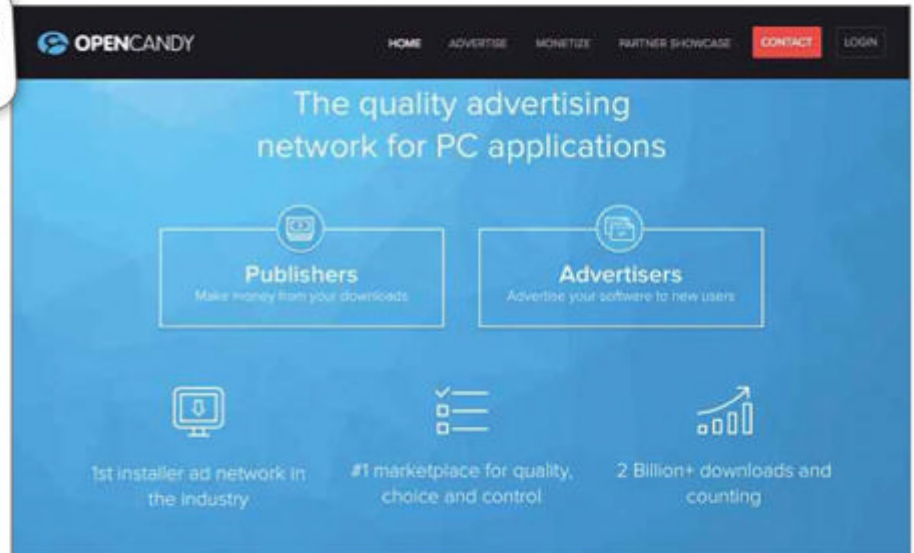 OPENCANDY
HOME ADVERTISE MONETIZE PARTNER SHOWCASE CONTACT LOGIN
The quality advertising
network for PC applications
Publishers
Make money from your downloads
Advertisers
Advertise your software to new users
1st installer ad network in
the industry
#1 marketplace for quality,
choice and control
2 Billion+ downloads and
counting